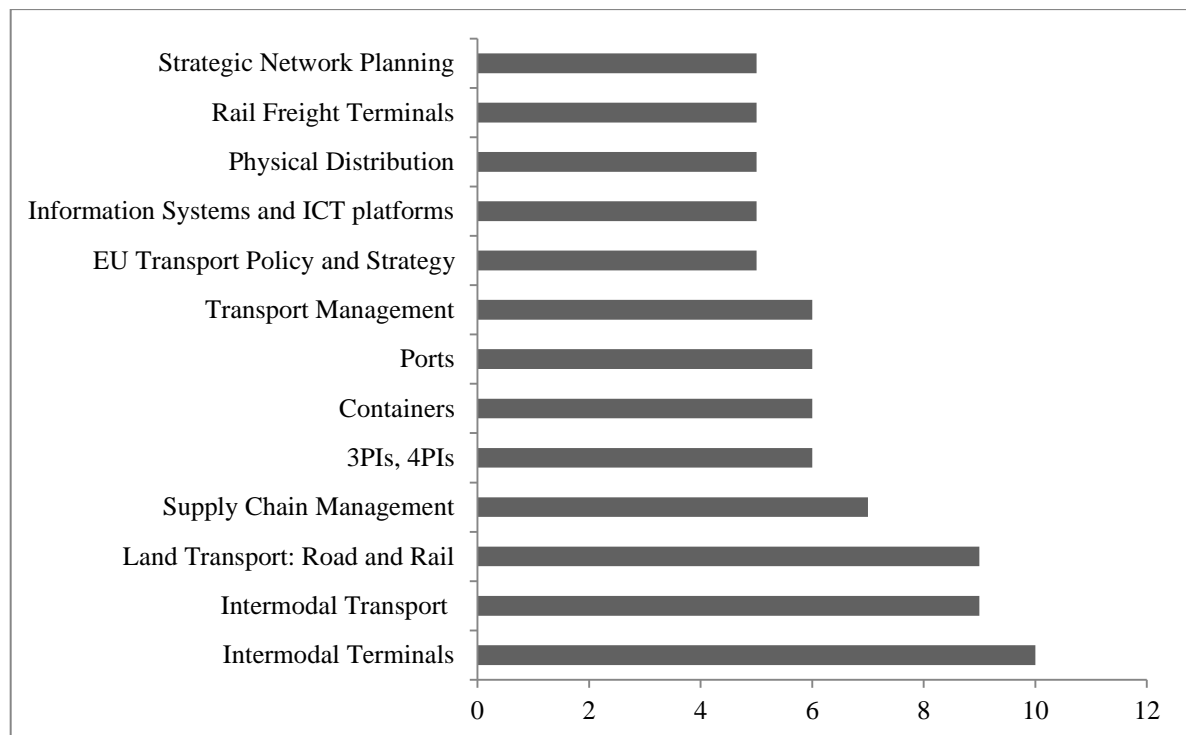 Strategic Network Planning
Rail Freight Terminals
Physical Distribution
Information Systems and ICT platforms
EU Transport Policy and Strategy
Transport Management
Ports
Containers
3PIs, 4PIs
Supply Chain Management
Land Transport: Road and Rail
Intermodal Transport
Intermodal Terminals
0 2 4 6 8 10 12